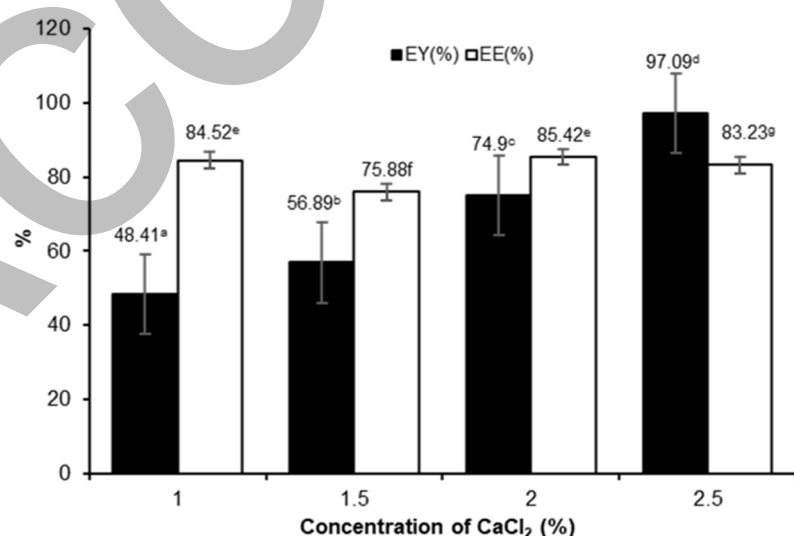 120
100
80
60
40
20
0
%
EY(%) EE(%)
48.41ᵃ
84.52ᵉ
56.89ᵇ
75.88f
74.9ᶜ
85.42ᵉ
97.09ᵈ
83.23ᵍ
1 1.5 2 2.5
Concentration of CaCl₂ (%)